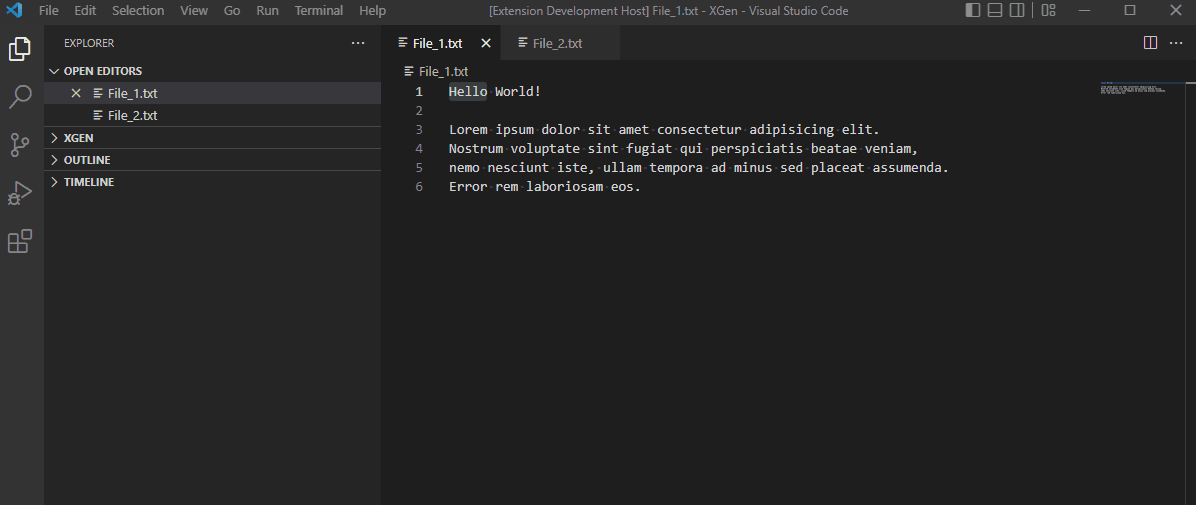 File Edit Selection View Go Run Terminal Help [Extension Development Host] File_1.txt - XGen - Visual Studio Code
EXPLORER
OPEN EDITORS
File_1.txt
File_2.txt
XGEN
OUTLINE
TIMELINE
File_1.txt File_2.txt
File_1.txt
1 Hello World!
2
3 Lorem ipsum dolor sit amet consectetur adipisicing elit.
4 Nostrum voluptate sint fugiat qui perspiciatis beatae veniam,
5 nemo nesciunt iste, ullam tempora ad minus sed placeat assumenda.
6 Error rem laboriosam eos.